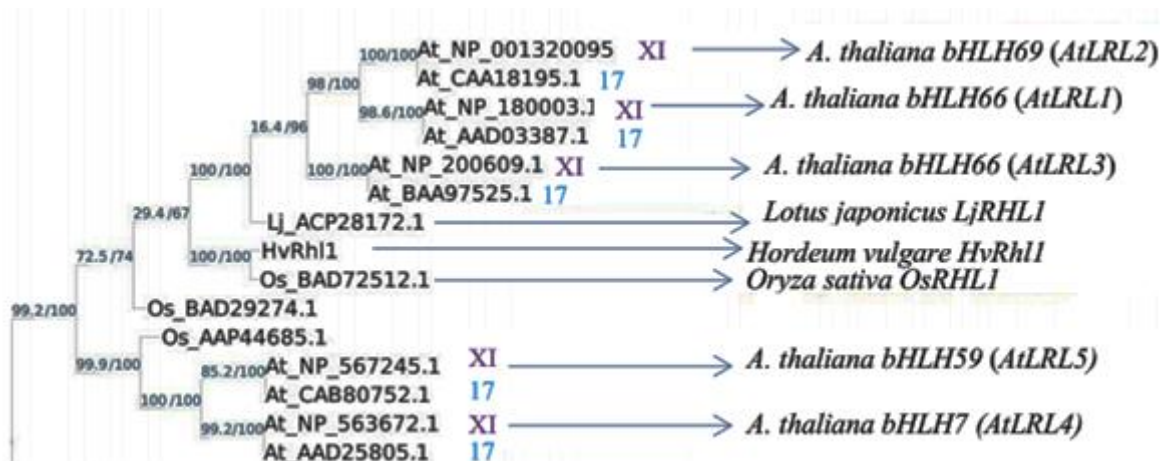 100/100 At_NP_001320095 XI A. thaliana bHLH69 (AtLRL2)
98 /100 At_CAA18195.1 17
98.6/100 At_NP_180003.1 XI A. thaliana bHLH66 (AtLRL1)
16.4 /96 At_AAD03387.1 17
100/100 100/100 At_NP_200609.1 XI A. thaliana bHLH66 (AtLRL3)
At_BAA97525.1 17
29.4/67 Lj_ACP28172.1 Lotus japonicus LjRHL1
72.5 /74 100/100 HvRhl1 Hordeum vulgare HvRhl1
Os_BAD72512.1 Oryza sativa OsRHL1
99.2/100 Os_BAD29274.1
Os_AAP44685.1
99.9/100 85.2/100 At_NP_567245.1 XI A. thaliana bHLH59 (AtLRL5)
100/100 At_CAB80752.1 17
99.2/100 At_NP_563672.1 XI A. thaliana bHLH7 (AtLRL4)
At_AAD25805.1 17